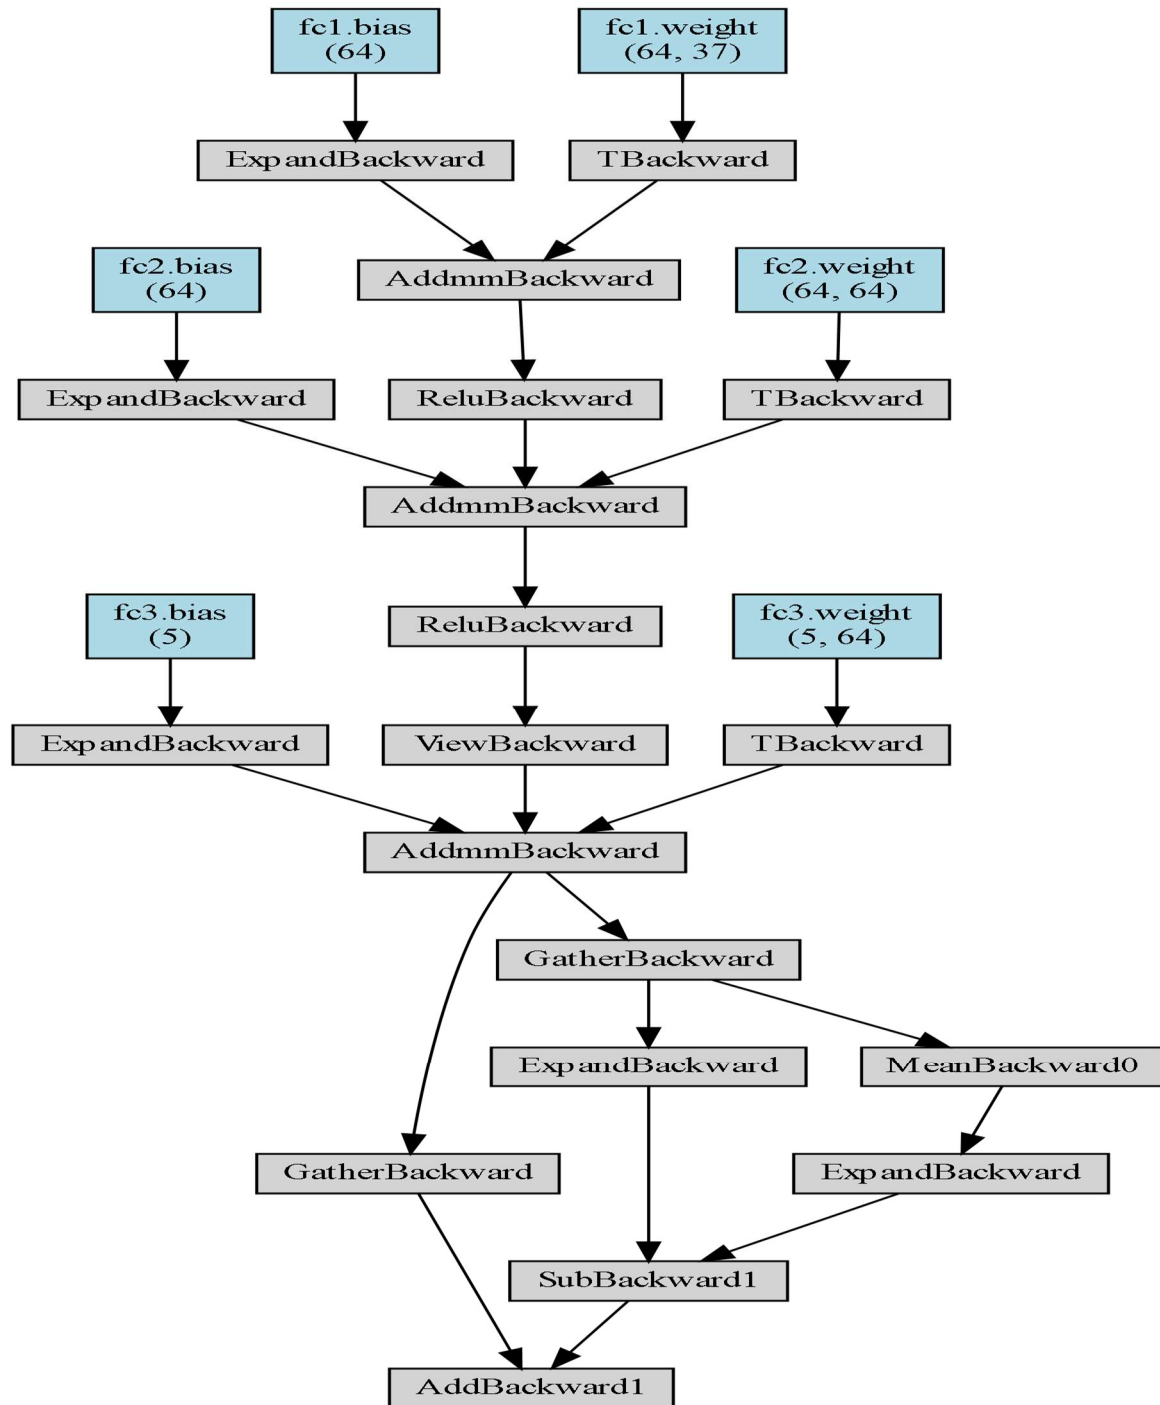 fc1.bias
(64)
fc1.weight
(64, 37)
ExpandBackward
TBackward
fc2.bias
(64)
AddmmBackward
fc2.weight
(64, 64)
ExpandBackward
ReluBackward
TBackward
AddmmBackward
fc3.bias
(5)
ReluBackward
fc3.weight
(5, 64)
ExpandBackward
ViewBackward
TBackward
AddmmBackward
GatherBackward
ExpandBackward
MeanBackward0
GatherBackward
ExpandBackward
SubBackward1
AddBackward1